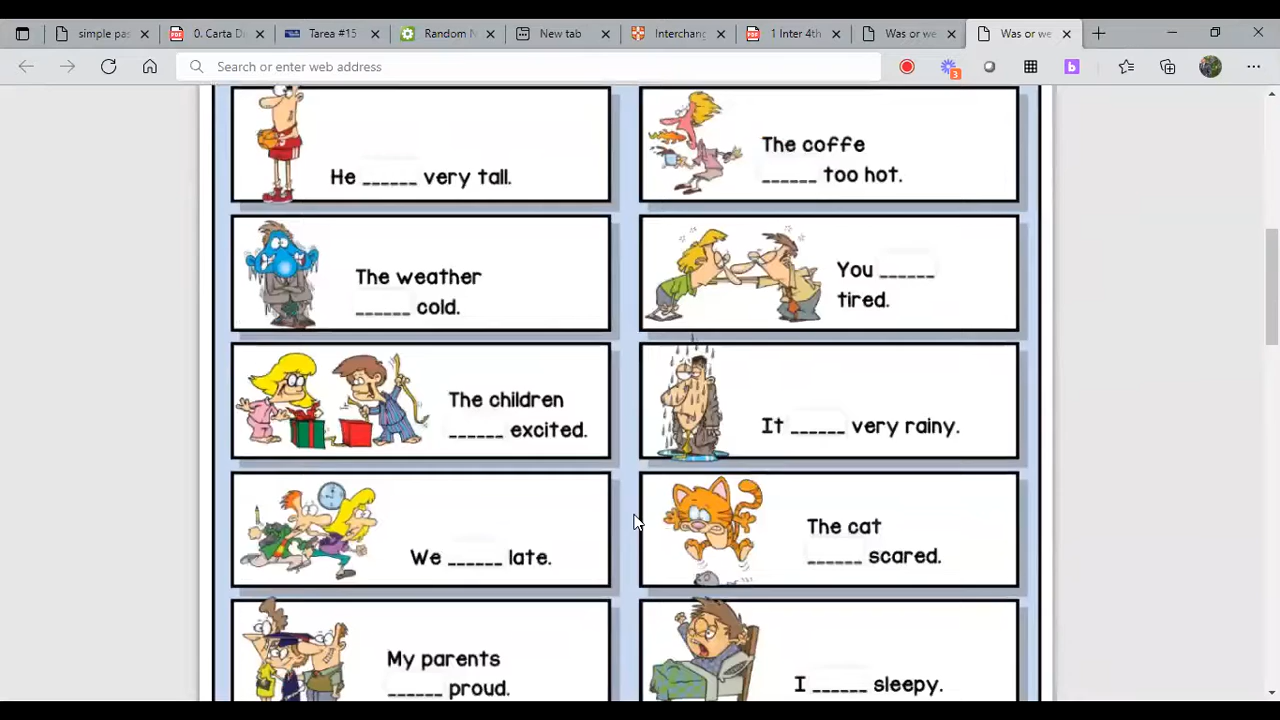 simple pas
0. Carta D
Tarea #15
Random N
New tab
Interchang
1 Inter 4th
Was or we
Was or we
Search or enter web address
3
b
He ______ very tall.
The coffe
______ too hot.
The weather
______ cold.
You ______
tired.
The children
______ excited.
It ______ very rainy.
We ______ late.
The cat
______ scared.
My parents
______ proud.
I ______ sleepy.